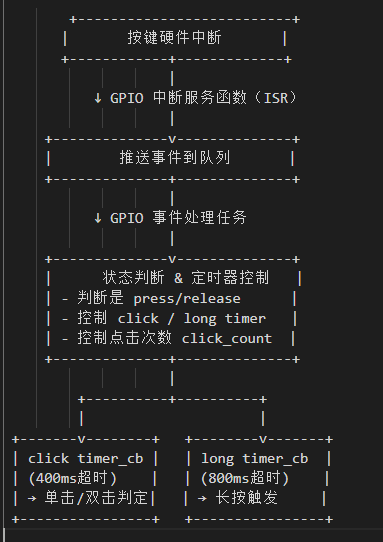 按键硬件中断
↓ GPIO 中断服务函数（ISR）
推送事件到队列
↓ GPIO 事件处理任务
状态判断 & 定时器控制
- 判断是 press/release
- 控制 click / long timer
- 控制点击次数 click_count
click timer_cb
(400ms超时)
→ 单击/双击判定
long timer_cb
(800ms超时)
→ 长按触发